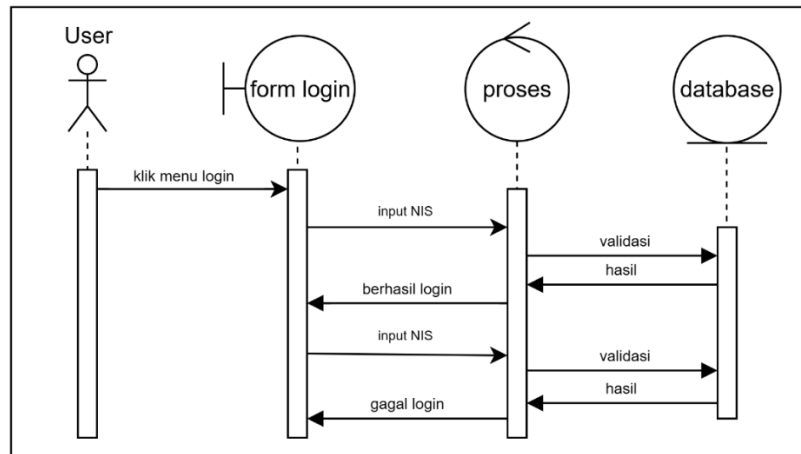 User
form login
proses
database
klik menu login
input NIS
validasi
hasil
berhasil login
input NIS
validasi
hasil
gagal login